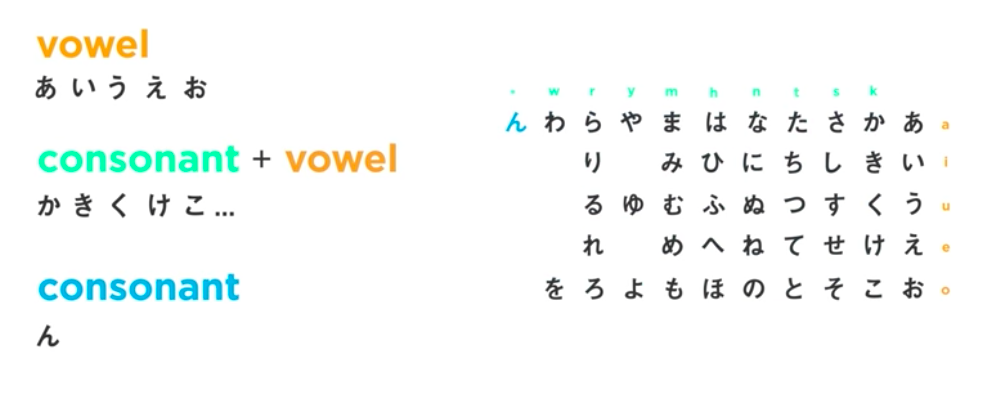 vowel
あ い う え お
consonant + vowel
か き く け こ ...
consonant
ん
* w r y m h n t s k
ん わ ら や ま は な た さ か あ a
り み ひ に ち し き い i
る ゆ む ふ ぬ つ す く う u
れ め へ ね て せ け え e
を ろ よ も ほ の と そ こ お o